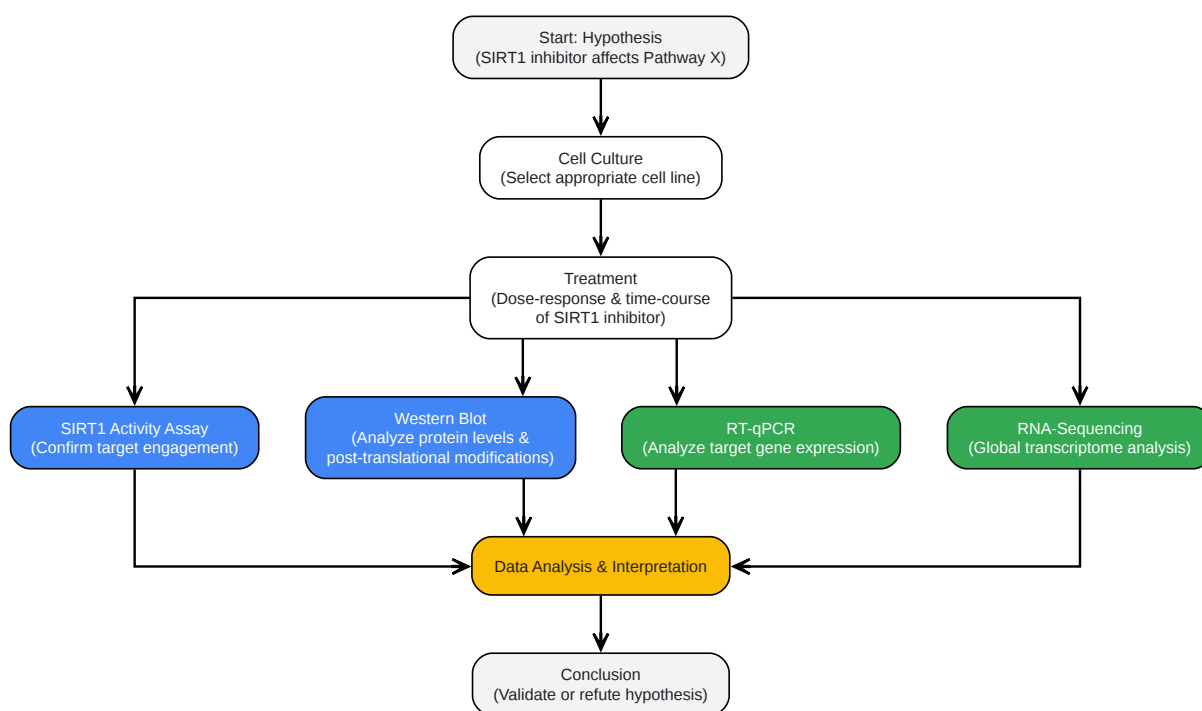 Start: Hypothesis
(SIRT1 inhibitor affects Pathway X)
Cell Culture
(Select appropriate cell line)
Treatment
(Dose-response & time-course
of SIRT1 inhibitor)
SIRT1 Activity Assay
(Confirm target engagement)
Western Blot
(Analyze protein levels &
post-translational modifications)
RT-qPCR
(Analyze target gene expression)
RNA-Sequencing
(Global transcriptome analysis)
Data Analysis & Interpretation
Conclusion
(Validate or refute hypothesis)